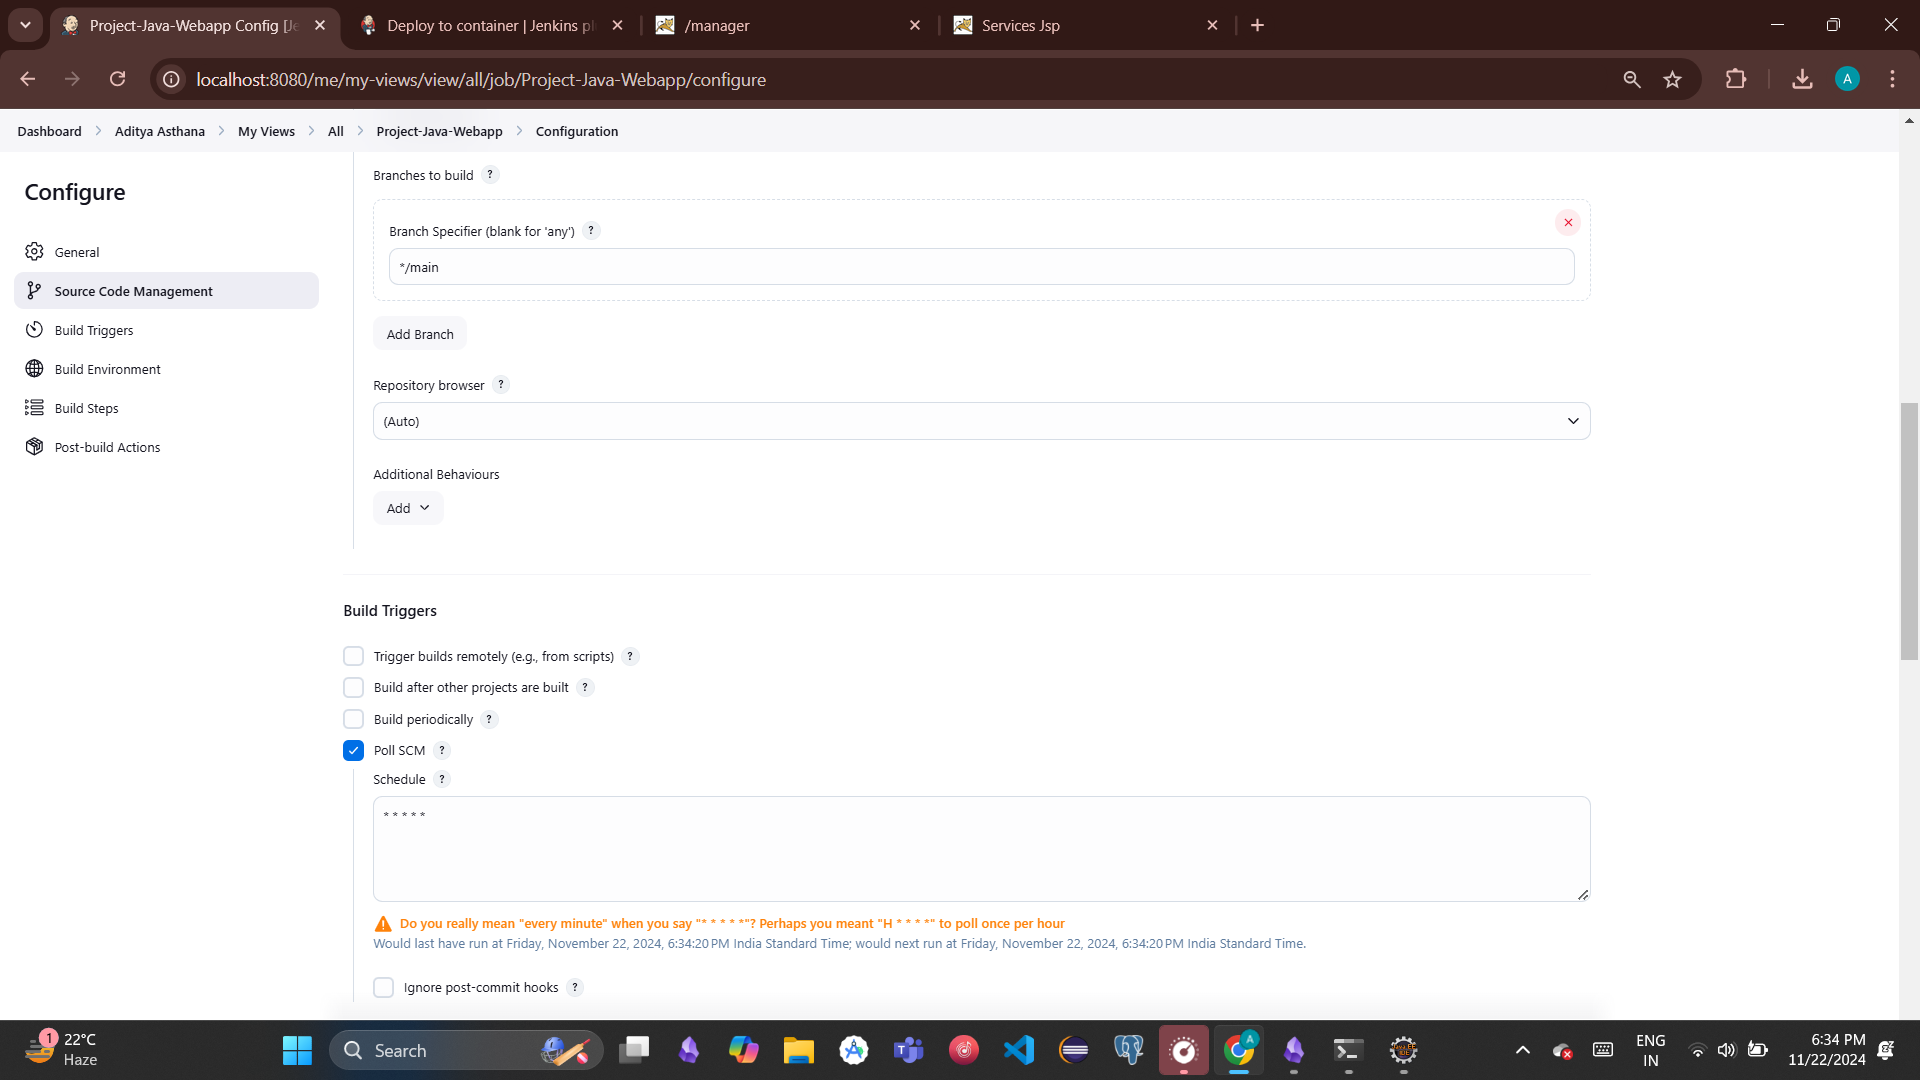 Project-Java-Webapp Config [Je
Deploy to container | Jenkins pl
/manager
Services Jsp
localhost:8080/me/my-views/view/all/job/Project-Java-Webapp/configure
A
Dashboard
Aditya Asthana
My Views
All
Project-Java-Webapp
Configuration
Configure
General
Source Code Management
Build Triggers
Build Environment
Build Steps
Post-build Actions
Branches to build ?
Branch Specifier (blank for 'any') ?
*/main
Add Branch
Repository browser ?
(Auto)
Additional Behaviours
Add
Build Triggers
Trigger builds remotely (e.g., from scripts) ?
Build after other projects are built ?
Build periodically ?
Poll SCM ?
Schedule ?
* * * * *
Do you really mean "every minute" when you say "* * * * *"? Perhaps you meant "H * * * *" to poll once per hour
Would last have run at Friday, November 22, 2024, 6:34:20 PM India Standard Time; would next run at Friday, November 22, 2024, 6:34:20 PM India Standard Time.
Ignore post-commit hooks ?
1
22°C
Haze
Search
A
ENG
IN
6:34 PM
11/22/2024